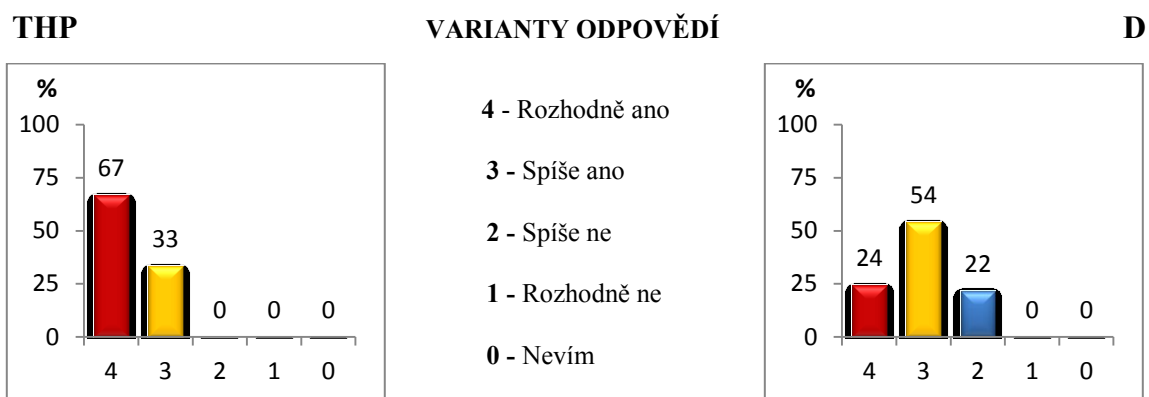 THP VARIANTY ODPOVĚDÍ D
%
100
75
50
25
0
67
33
0
0
0
4 3 2 1 0
4 - Rozhodně ano
3 - Spíše ano
2 - Spíše ne
1 - Rozhodně ne
0 - Nevím
%
100
75
50
25
0
24
54
22
0
0
4 3 2 1 0